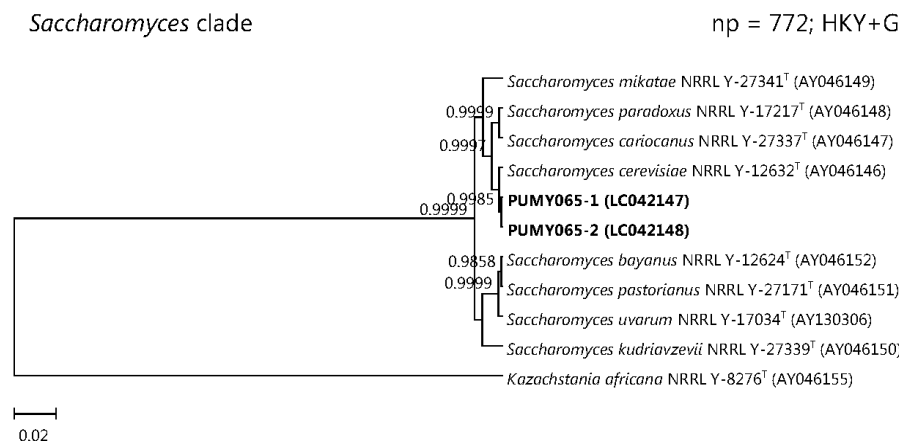 Saccharomyces clade
np = 772; HKY+G
Saccharomyces mikatae NRRL Y-27341ᵀ (AY046149)
0.9999
Saccharomyces paradoxus NRRL Y-17217ᵀ (AY046148)
Saccharomyces cariocanus NRRL Y-27337ᵀ (AY046147)
0.9997
Saccharomyces cerevisiae NRRL Y-12632ᵀ (AY046146)
0.9985
PUMY065-1 (LC042147)
0.9999
PUMY065-2 (LC042148)
0.9858
Saccharomyces bayanus NRRL Y-12624ᵀ (AY046152)
0.9999
Saccharomyces pastorianus NRRL Y-27171ᵀ (AY046151)
Saccharomyces uvarum NRRL Y-17034ᵀ (AY130306)
Saccharomyces kudriavzevii NRRL Y-27339ᵀ (AY046150)
Kazachstania africana NRRL Y-8276ᵀ (AY046155)
0.02